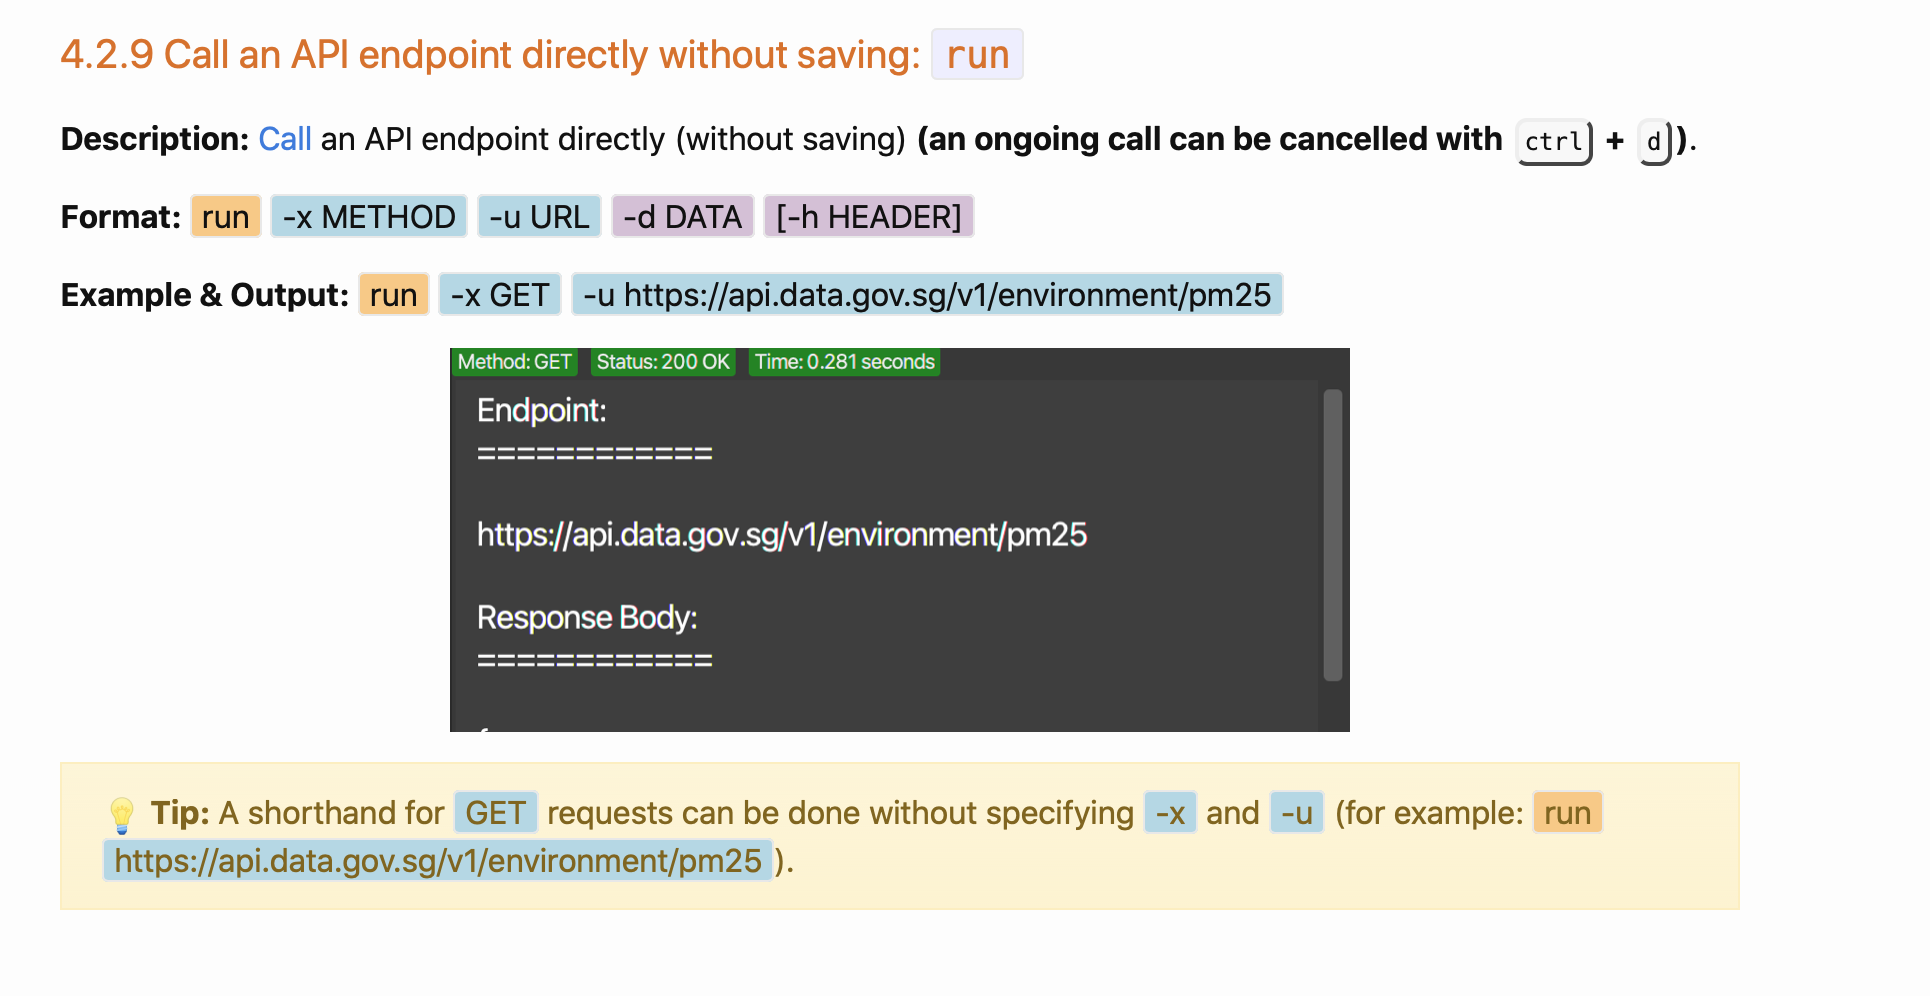 4.2.9 Call an API endpoint directly without saving: run
Description: Call an API endpoint directly (without saving) (an ongoing call can be cancelled with ctrl + d).
Format: run -x METHOD -u URL -d DATA [-h HEADER]
Example & Output: run -x GET -u https://api.data.gov.sg/v1/environment/pm25
Method: GET Status: 200 OK Time: 0.281 seconds
Endpoint:
============
https://api.data.gov.sg/v1/environment/pm25
Response Body:
============
💡 Tip: A shorthand for GET requests can be done without specifying -x and -u (for example: run
https://api.data.gov.sg/v1/environment/pm25 ).